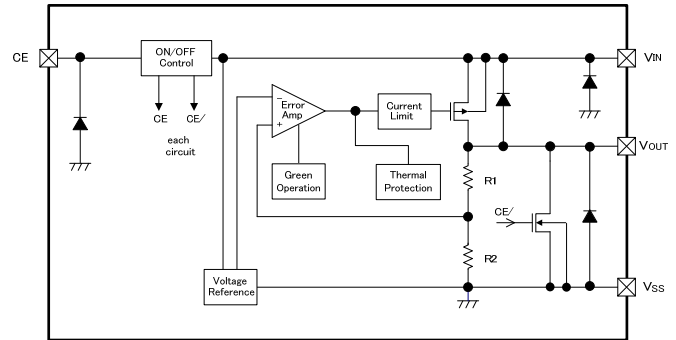 CE
ON/OFF
Control
CE
CE/
each
circuit
VIN
−
Error
Amp
+
Current
Limit
Green
Operation
Thermal
Protection
VOUT
R1
CE/
R2
Voltage
Reference
VSS